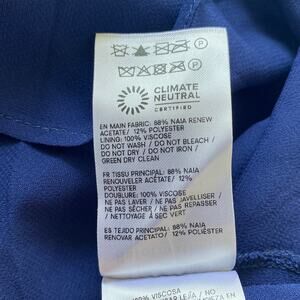 CLIMATE
NEUTRAL
CERTIFIED
EN MAIN FABRIC: 88% NAIA RENEW
ACETATE/ 12% POLYESTER
LINING: 100% VISCOSE
DO NOT WASH / DO NOT BLEACH /
DO NOT DRY / DO NOT IRON /
GREEN DRY CLEAN
FR TISSU PRINCIPAL: 88% NAIA
RENOUVELER ACÉTATE/ 12%
POLYESTER
DOUBLURE: 100% VISCOSE
NE PAS LAVER / NE PAS JAVELLISER /
NE PAS SÉCHER / NE PAS REPASSER
/ NETTOYAGE À SEC VERT
ES TEJIDO PRINCIPAL: 88% NAIA
RENOVAR ACETATO/ 12% POLIÉSTER
100% VISCOSA